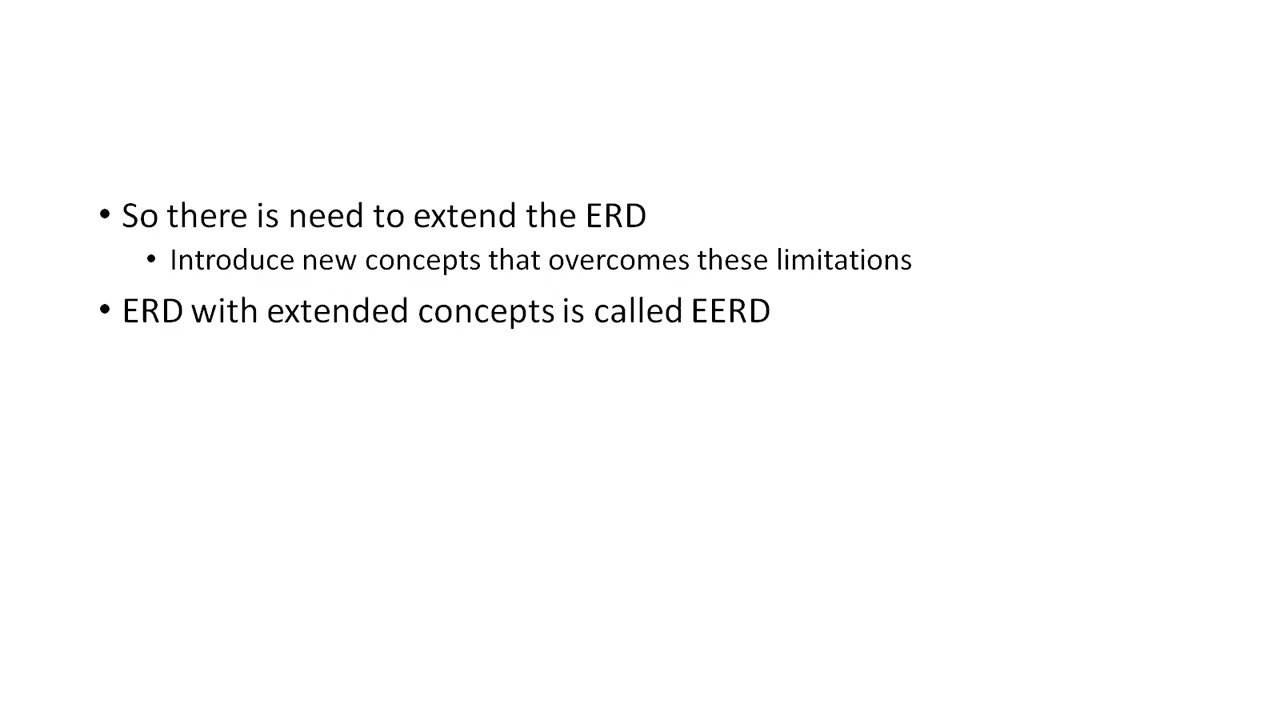 • So there is need to extend the ERD
• Introduce new concepts that overcomes these limitations
• ERD with extended concepts is called EERD